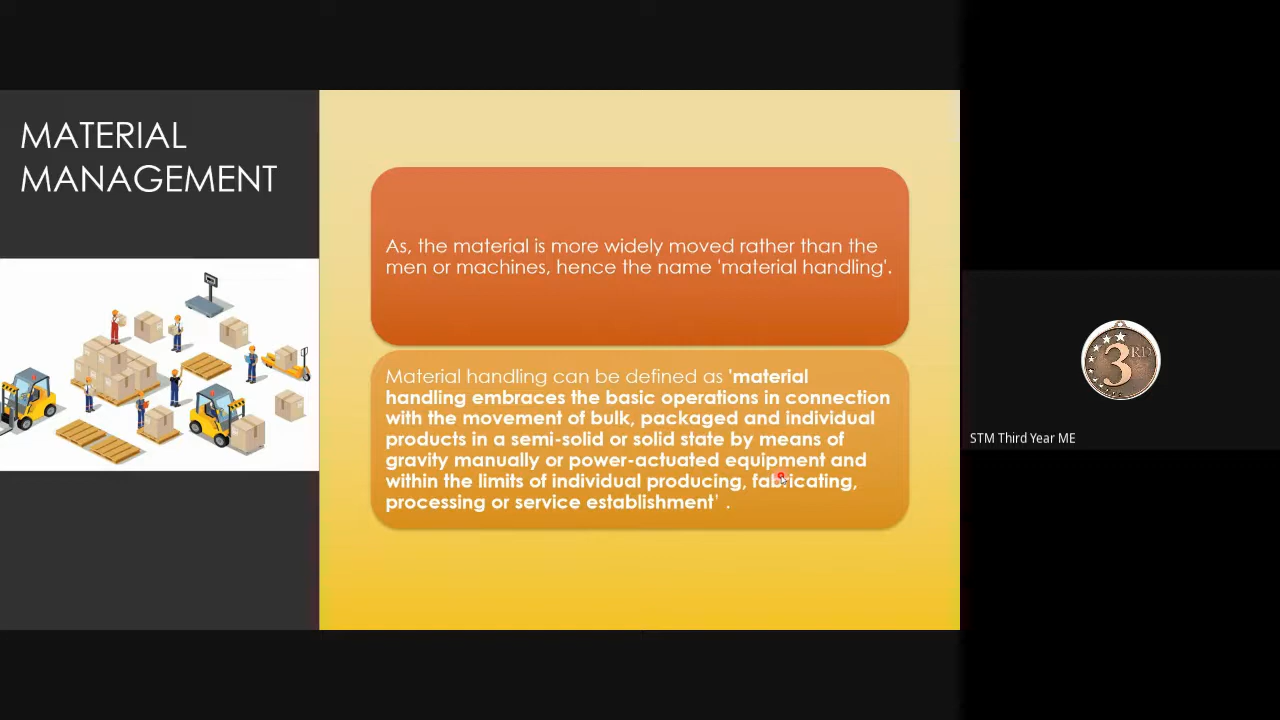 MATERIAL
MANAGEMENT
As, the material is more widely moved rather than the
men or machines, hence the name 'material handling'.
Material handling can be defined as 'material
handling embraces the basic operations in connection
with the movement of bulk, packaged and individual
products in a semi-solid or solid state by means of
gravity manually or power-actuated equipment and
within the limits of individual producing, fabricating,
processing or service establishment' .
3RD
STM Third Year ME